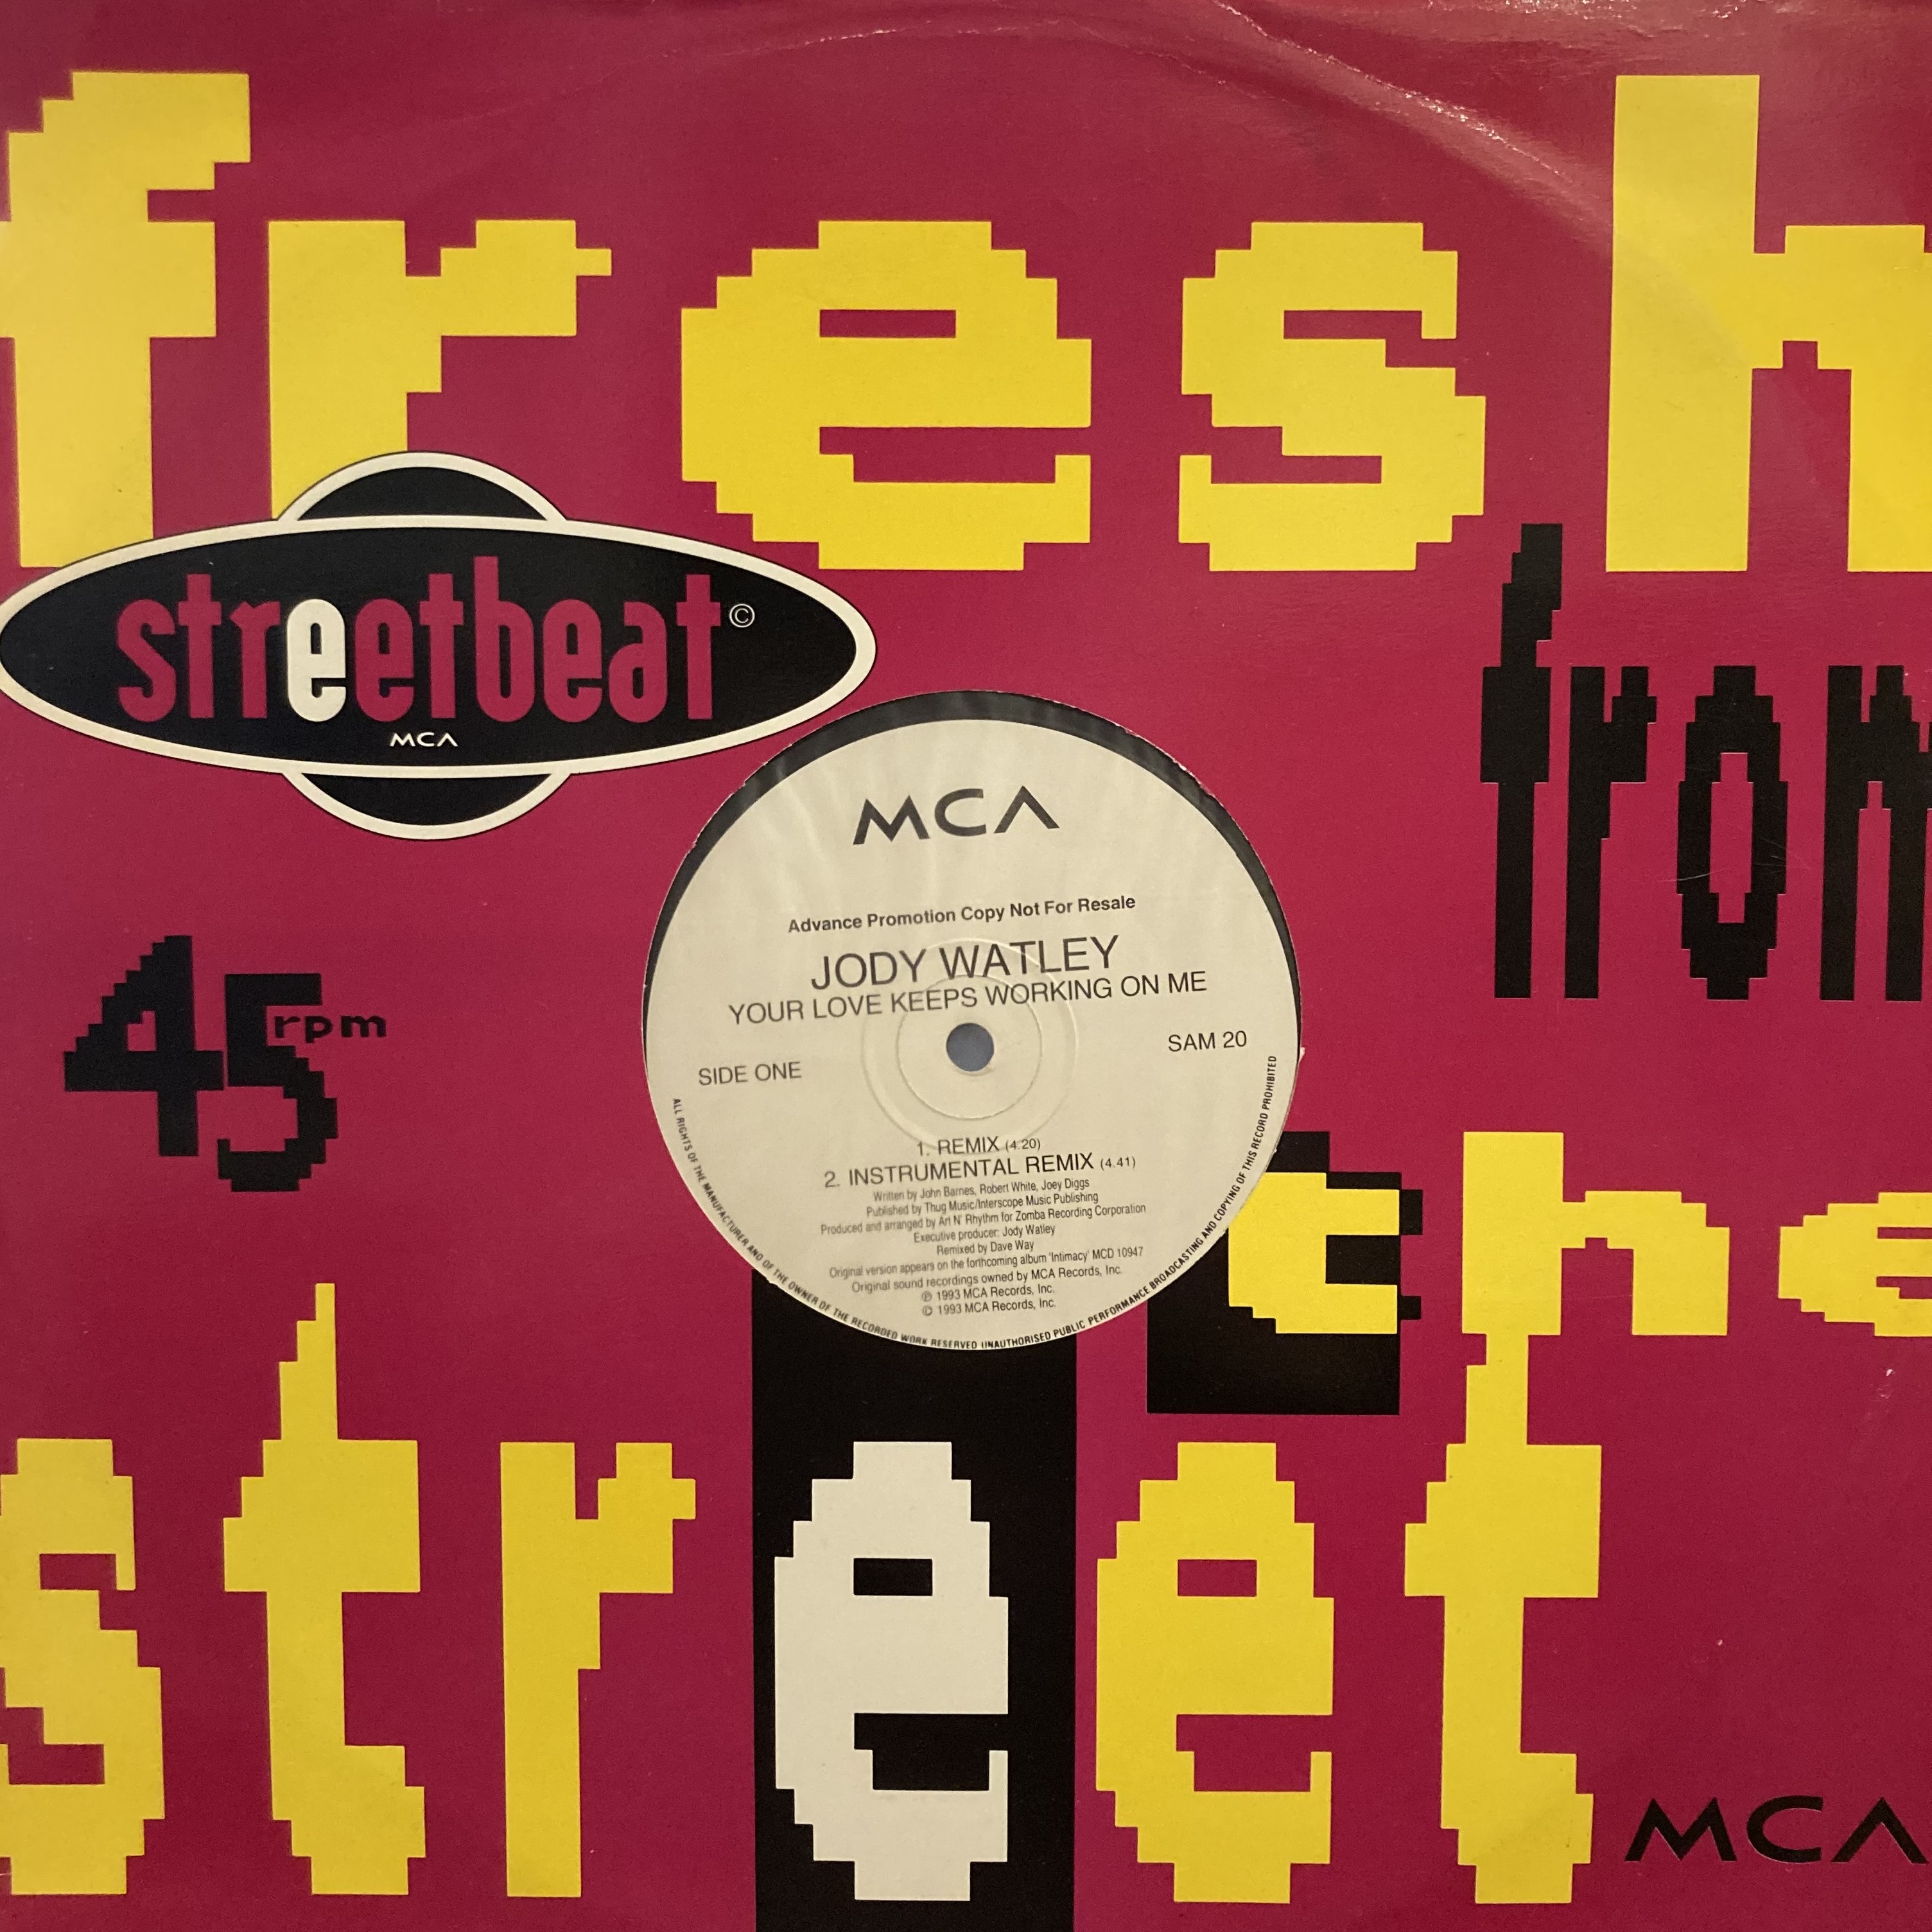 fresh
streetbeat©
MCA
from
45 rpm
MCA
Advance Promotion Copy Not For Resale
JODY WATLEY
YOUR LOVE KEEPS WORKING ON ME
SIDE ONE
SAM 20
1. REMIX (4.20)
2. INSTRUMENTAL REMIX (4.41)
Written by John Barnes, Robert White, Joey Diggs
Published by Thug Music/Interscope Music Publishing
Produced and arranged by Art N' Rhythm for Zomba Recording Corporation
Executive producer: Jody Watley
Remixed by Dave Way
Original version appears on the forthcoming album 'Intimacy' MCD 10947
Original sound recordings owned by MCA Records, Inc.
℗ 1993 MCA Records, Inc.
© 1993 MCA Records, Inc.
ALL RIGHTS OF THE MANUFACTURER AND OF THE OWNER OF THE RECORDED WORK RESERVED UNAUTHORISED PUBLIC PERFORMANCE BROADCASTING AND COPYING OF THIS RECORD PROHIBITED
the
street
MCA